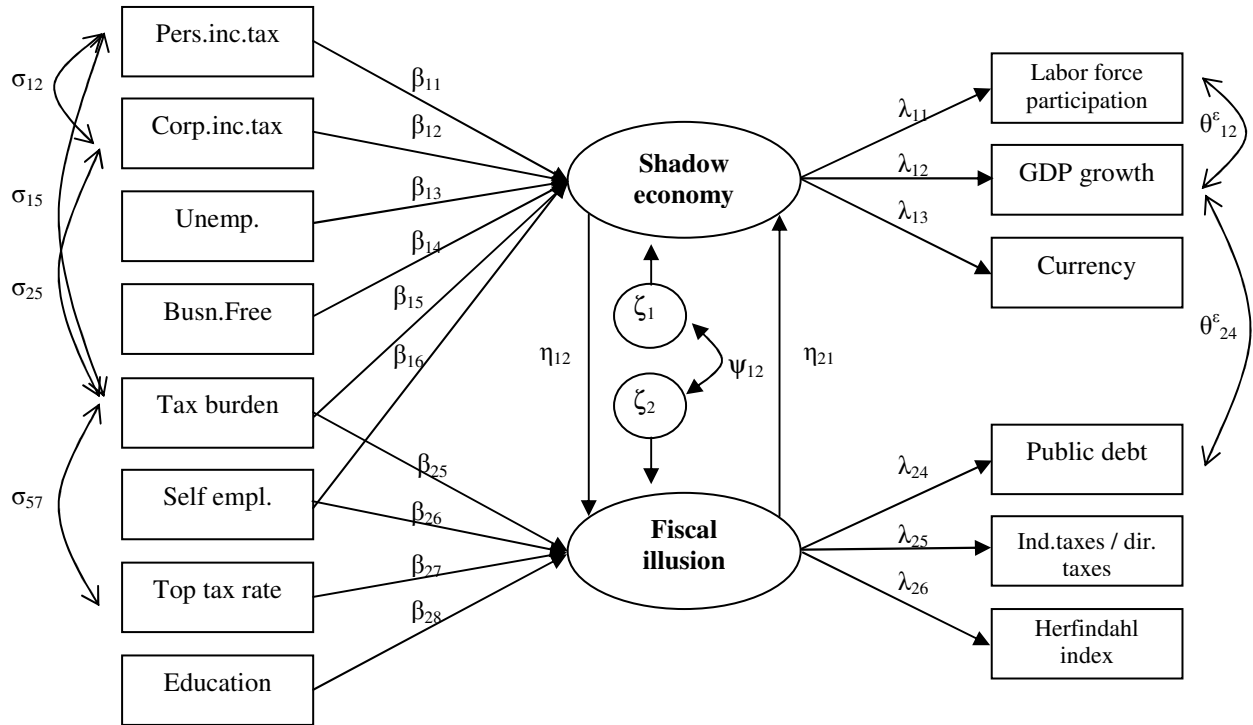 Pers.inc.tax
Corp.inc.tax
Unemp.
Busn.Free
Tax burden
Self empl.
Top tax rate
Education
σ12
σ15
σ25
σ57
β11
β12
β13
β14
β15
β16
β25
β26
β27
β28
Shadow
economy
ζ1
ζ2
ψ12
η12
η21
Fiscal
illusion
λ11
λ12
λ13
λ24
λ25
λ26
Labor force
participation
GDP growth
Currency
Public debt
Ind.taxes / dir.
taxes
Herfindahl
index
θε12
θε24